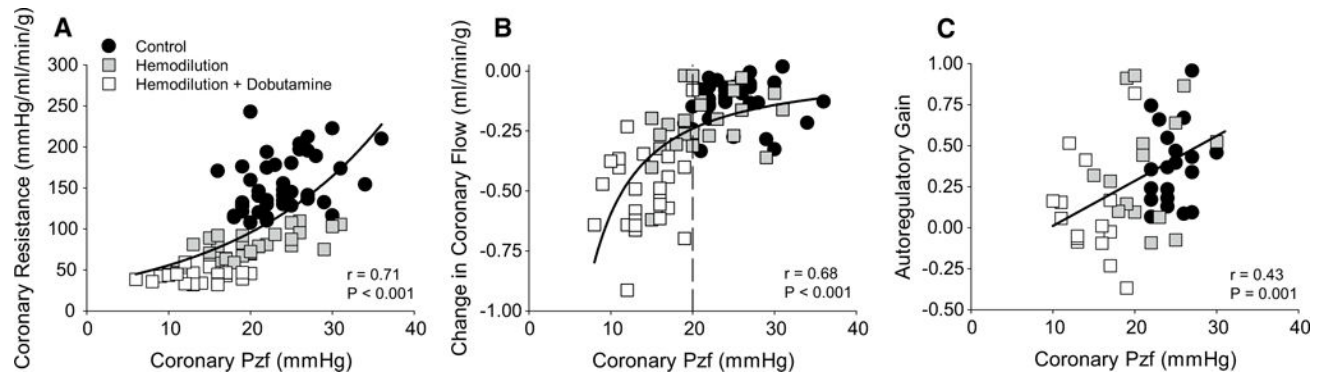 A
Control
Hemodilution
Hemodilution + Dobutamine
Coronary Resistance (mmHg/ml/min/g)
300
250
200
150
100
50
0
r = 0.71
P < 0.001
0 10 20 30 40
Coronary Pzf (mmHg)
B
Change in Coronary Flow (ml/min/g)
0.00
-0.25
-0.50
-0.75
-1.00
r = 0.68
P < 0.001
0 10 20 30 40
Coronary Pzf (mmHg)
C
Autoregulatory Gain
1.00
0.75
0.50
0.25
0.00
-0.25
-0.50
r = 0.43
P = 0.001
0 10 20 30 40
Coronary Pzf (mmHg)